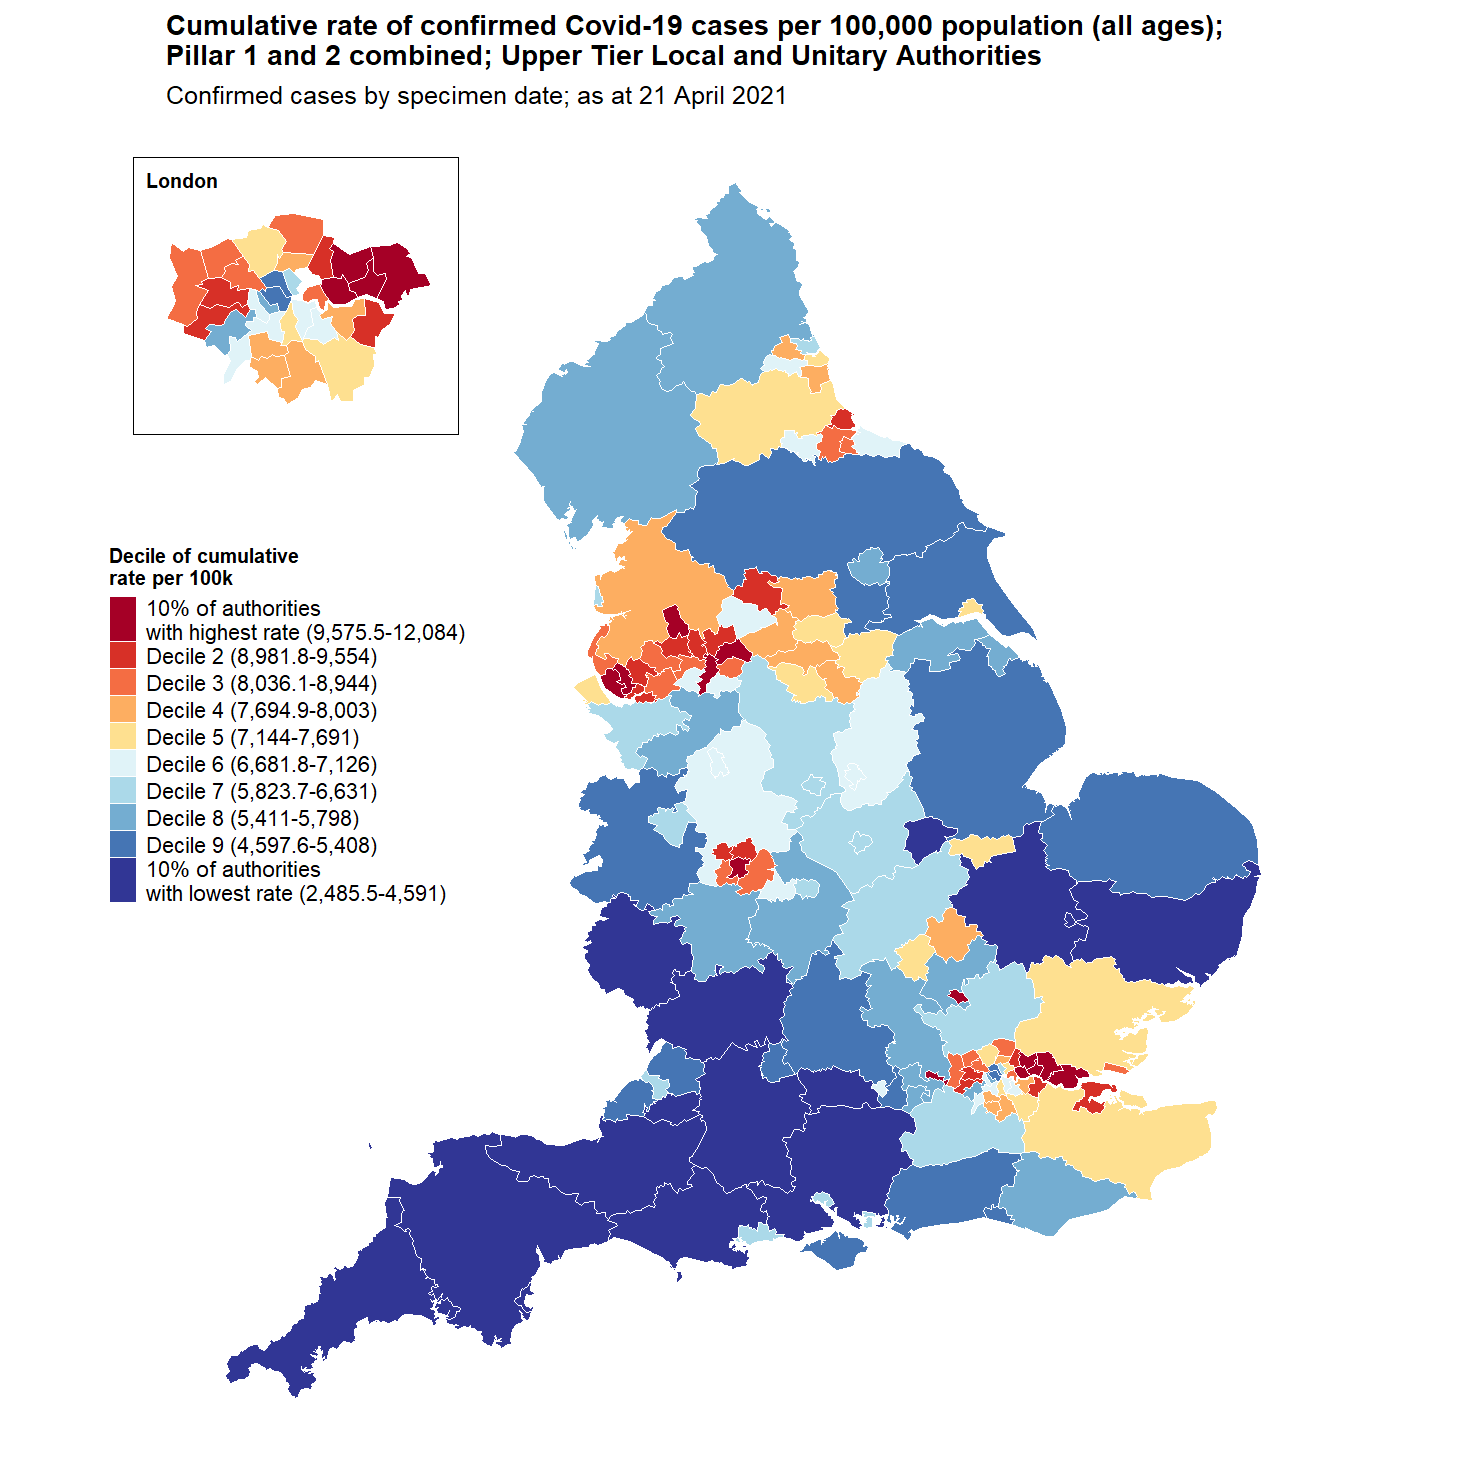 Cumulative rate of confirmed Covid-19 cases per 100,000 population (all ages);
Pillar 1 and 2 combined; Upper Tier Local and Unitary Authorities
Confirmed cases by specimen date; as at 21 April 2021
London
Decile of cumulative
rate per 100k
10% of authorities
with highest rate (9,575.5-12,084)
Decile 2 (8,981.8-9,554)
Decile 3 (8,036.1-8,944)
Decile 4 (7,694.9-8,003)
Decile 5 (7,144-7,691)
Decile 6 (6,681.8-7,126)
Decile 7 (5,823.7-6,631)
Decile 8 (5,411-5,798)
Decile 9 (4,597.6-5,408)
10% of authorities
with lowest rate (2,485.5-4,591)